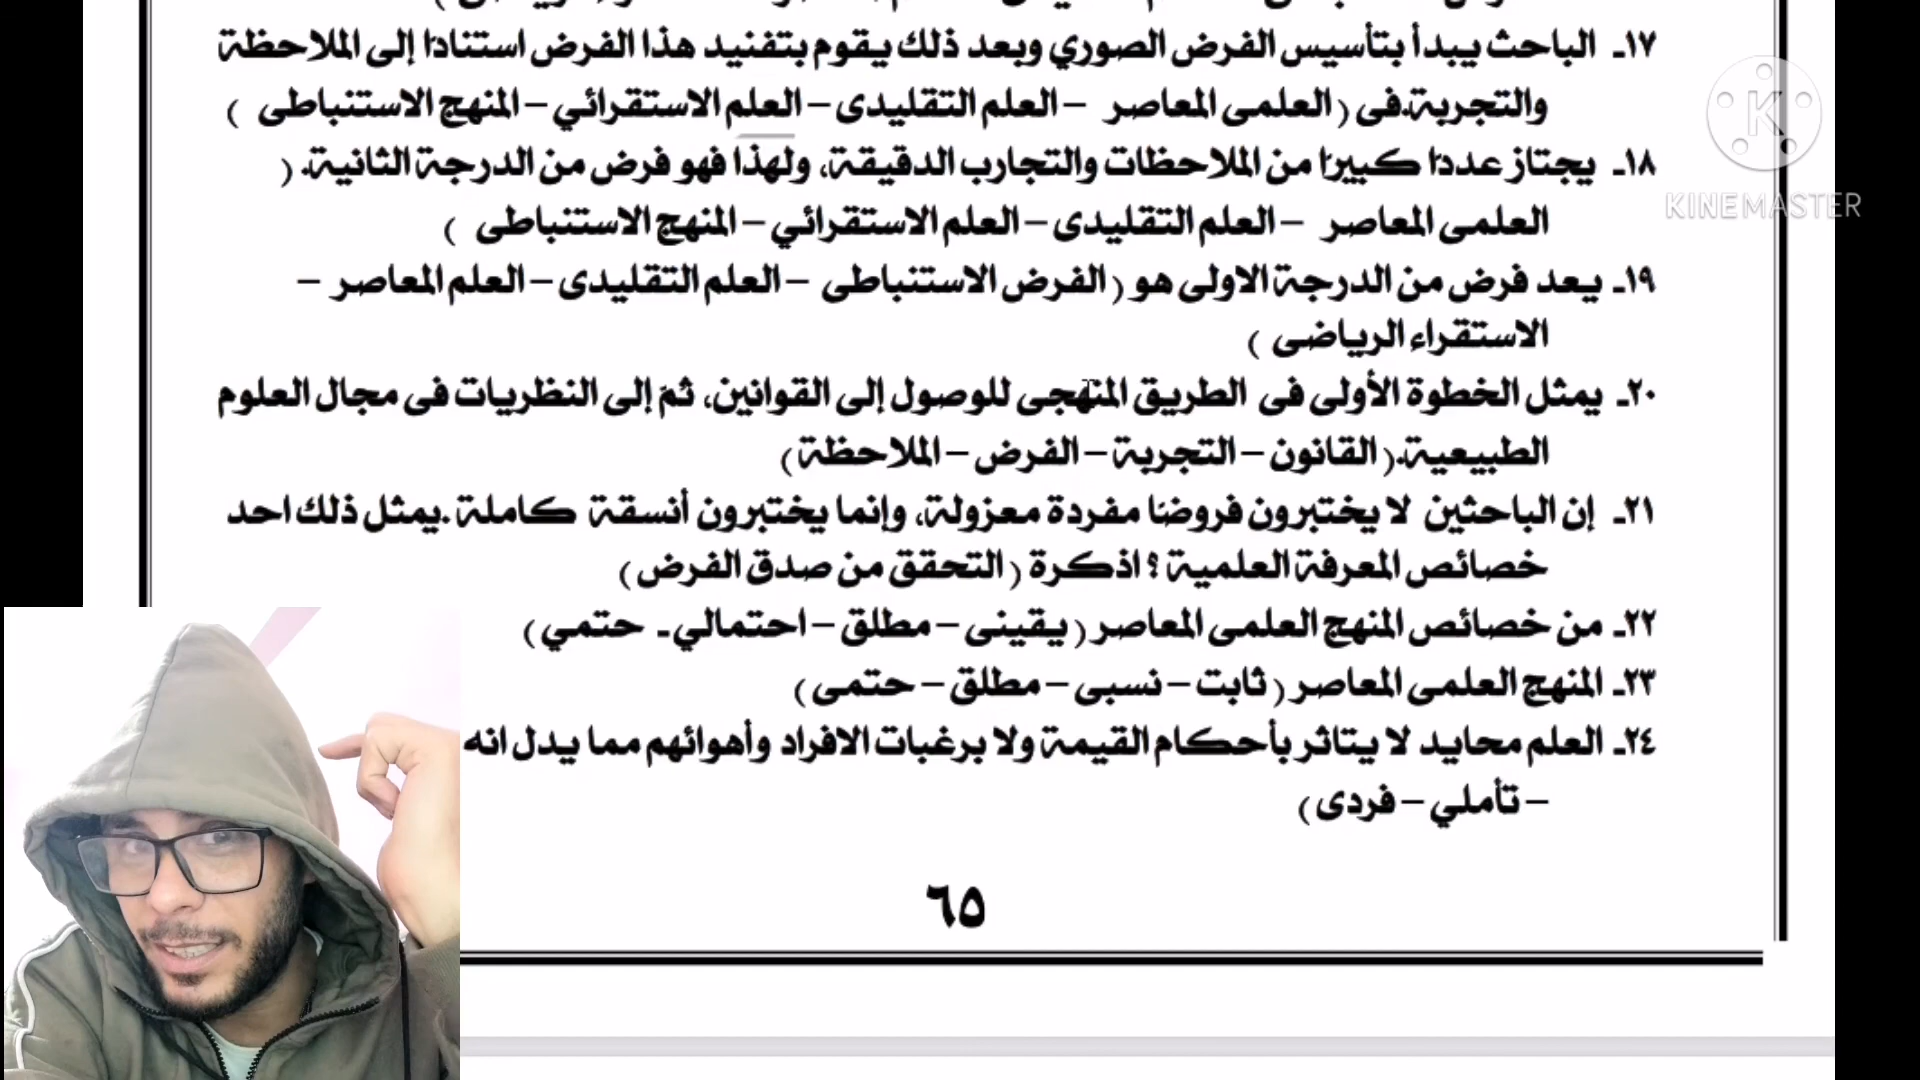 ١٧ـ الباحث يبدأ بتأسيس الفرض الصوري وبعد ذلك يقوم بتفنيد هذا الفرض استنادًا إلى الملاحظة
والتجربة.فى ( العلمى المعاصر – العلم التقليدى – العلم الاستقرائي – المنهج الاستنباطى )
١٨ـ يجتاز عددًا كبيرًا من الملاحظات والتجارب الدقيقة، ولهذا فهو فرض من الدرجة الثانية. (
العلمى المعاصر – العلم التقليدى – العلم الاستقرائي – المنهج الاستنباطى )
١٩ـ يعد فرض من الدرجة الاولى هو ( الفرض الاستنباطى – العلم التقليدى – العلم المعاصر –
الاستقراء الرياضى )
٢٠ـ يمثل الخطوة الأولى فى الطريق المنهجى للوصول إلى القوانين، ثمَ إلى النظريات فى مجال العلوم
الطبيعية.( القانون – التجربة – الفرض – الملاحظة )
٢١ـ إن الباحثين لا يختبرون فروضًا مفردة معزولة، وإنما يختبرون أنسقة كاملة .يمثل ذلك احد
خصائص المعرفة العلمية ؟ اذكرة ( التحقق من صدق الفرض )
٢٢ـ من خصائص المنهج العلمى المعاصر ( يقينى – مطلق – احتمالي ـ حتمي )
٢٣ـ المنهج العلمى المعاصر ( ثابت – نسبى – مطلق – حتمى )
٢٤ـ العلم محايد لا يتاثر بأحكام القيمة ولا برغبات الافراد وأهوائهم مما يدل انه
– تأملي – فردى )
٦٥
K
KINEMASTER